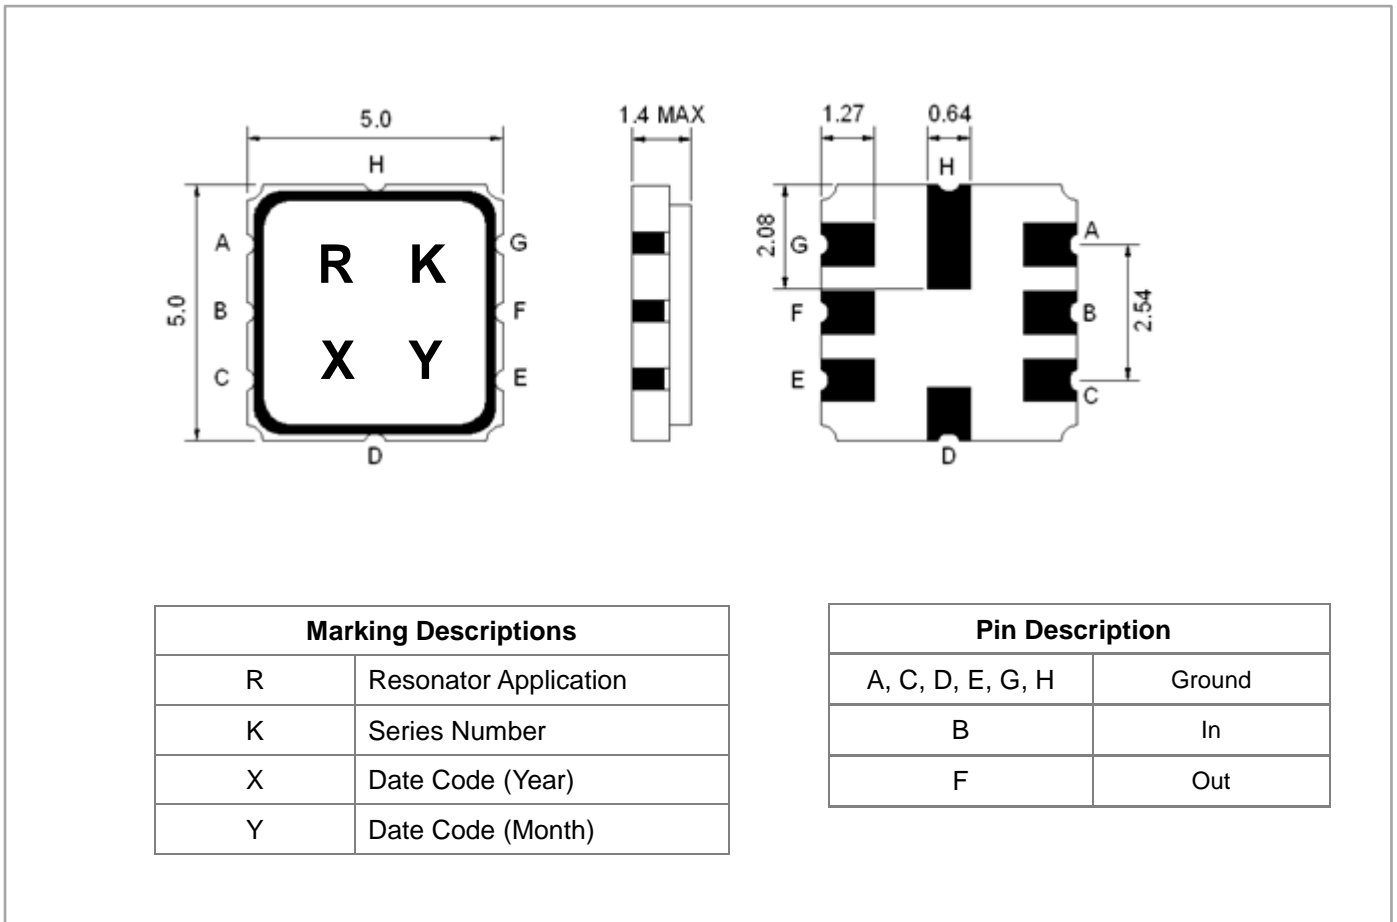 5.0
1.4 MAX
1.27
0.64
H
H
5.0
A
B
C
R K
X Y
G
F
E
D
2.08
G
F
E
A
B
C
2.54
D
Marking Descriptions
R Resonator Application
K Series Number
X Date Code (Year)
Y Date Code (Month)
Pin Description
A, C, D, E, G, H Ground
B In
F Out